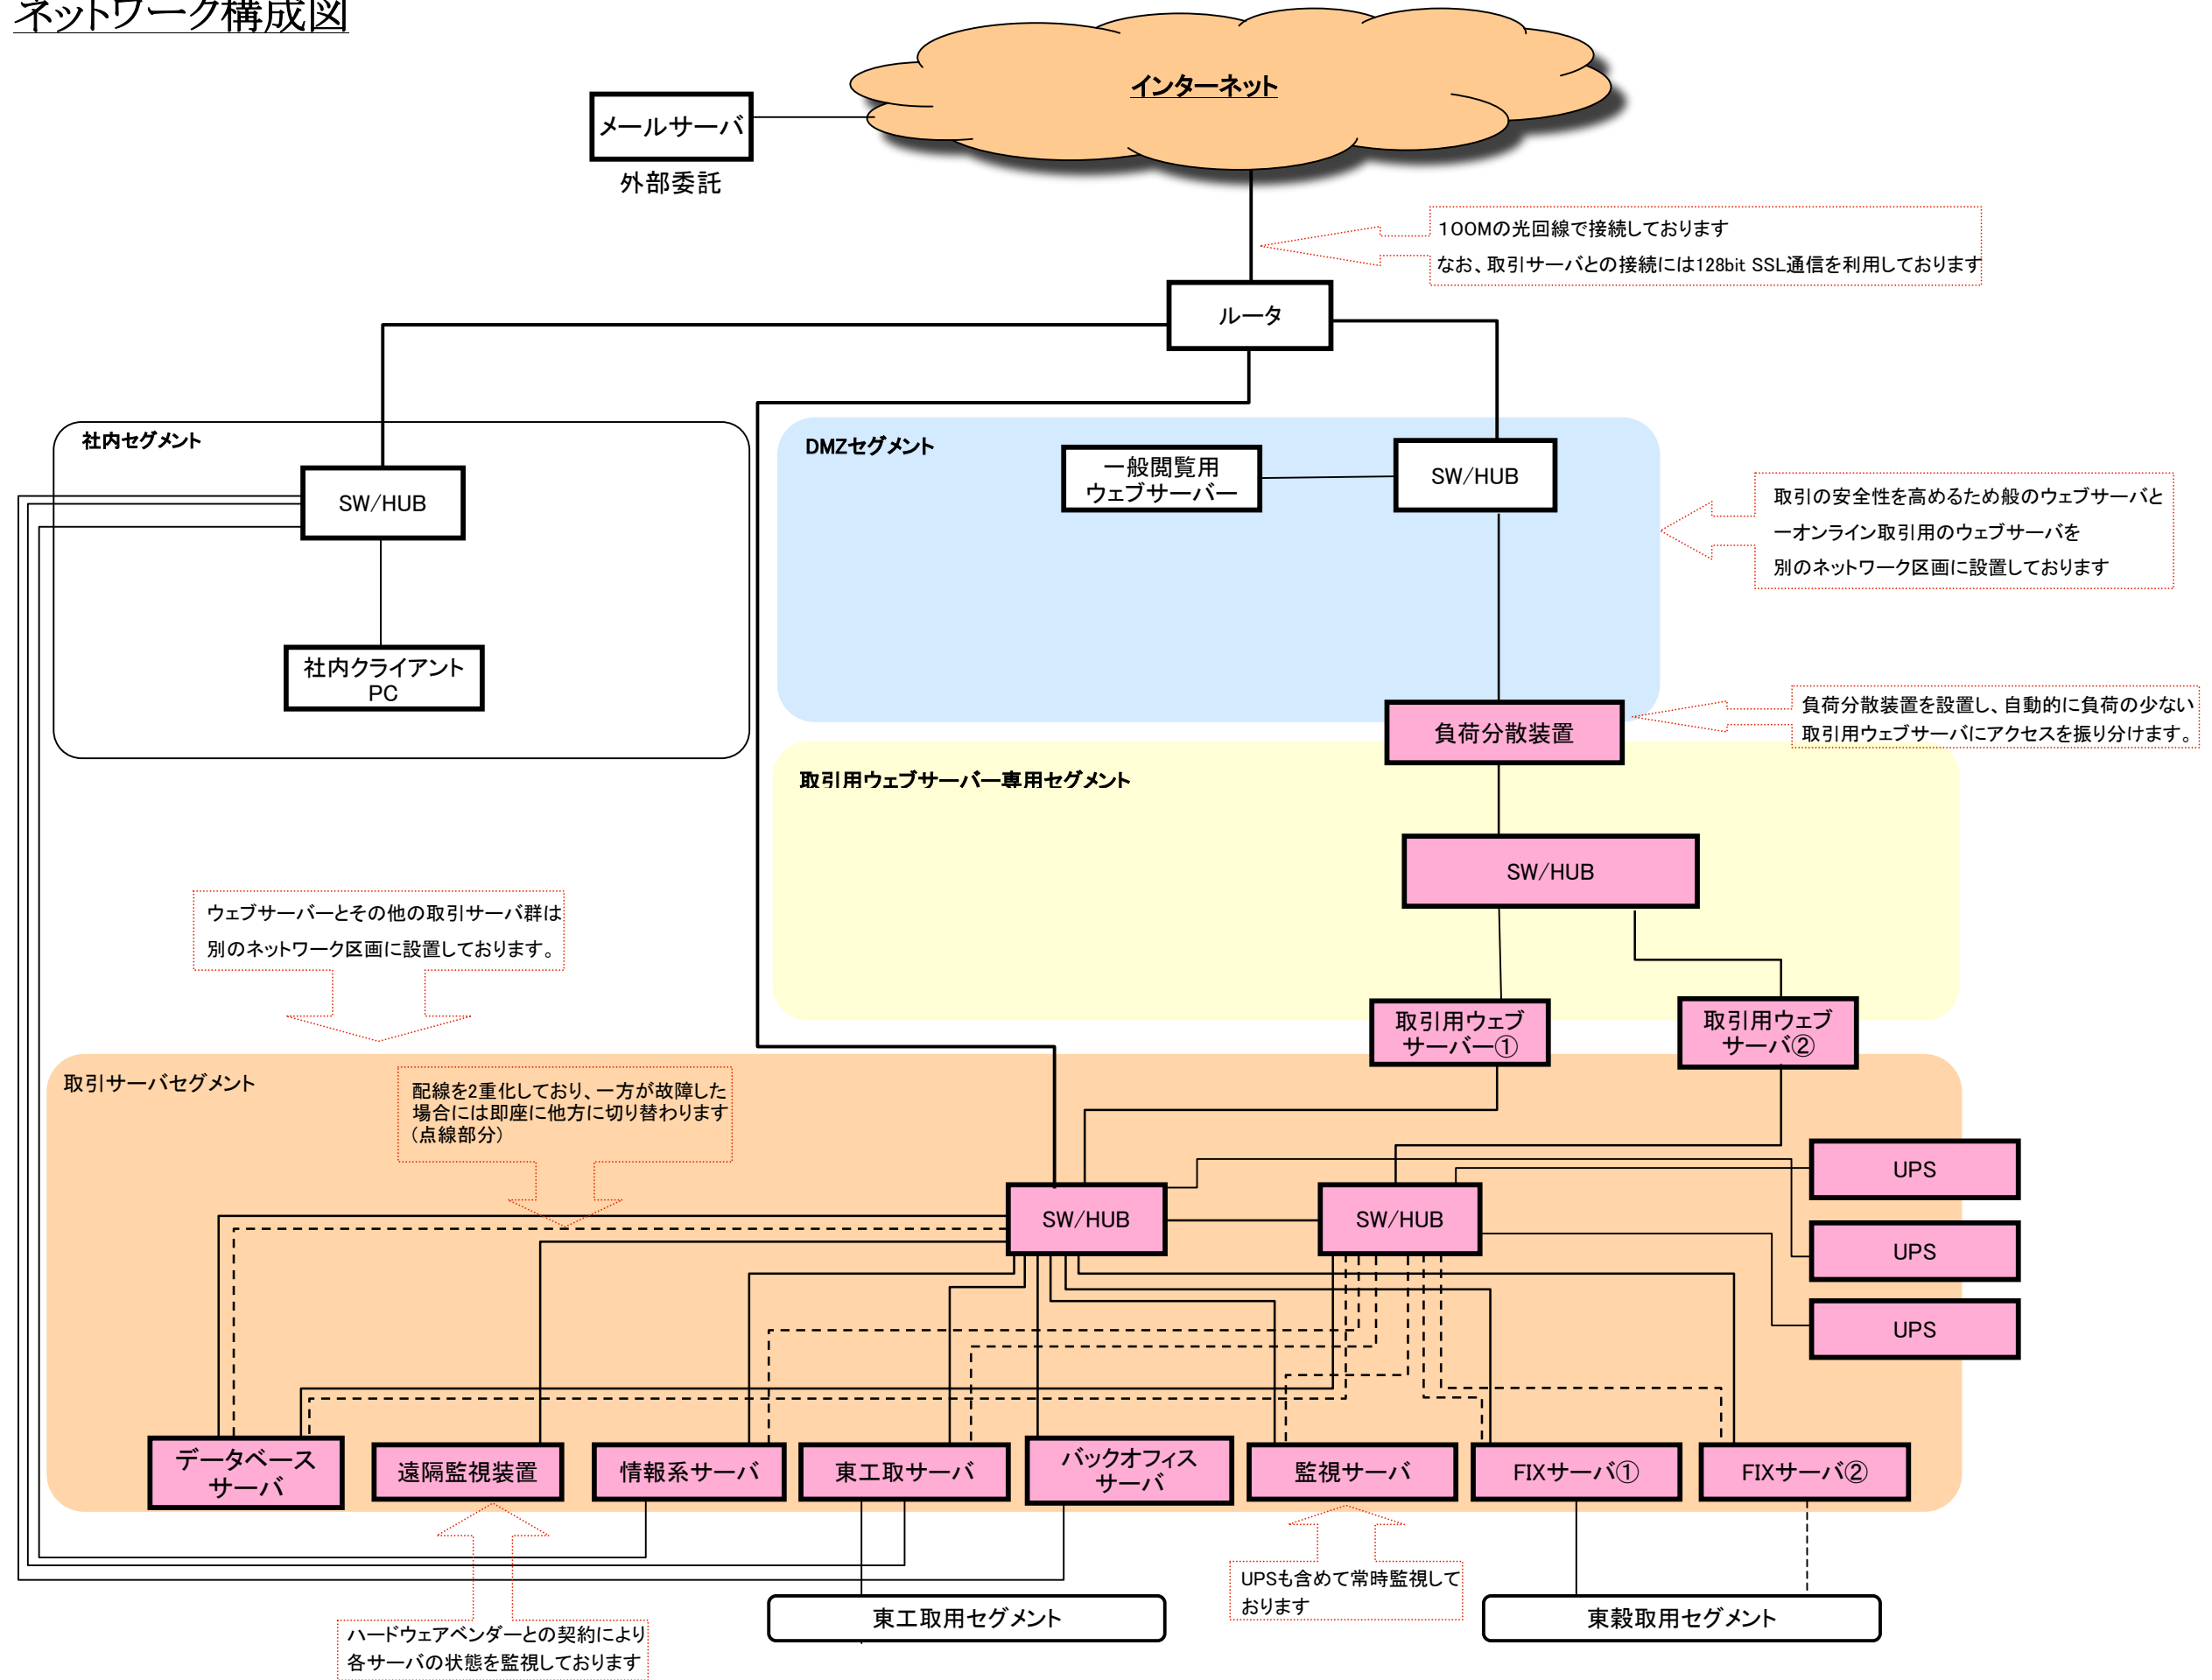 ネットワーク構成図
インターネット
メールサーバ
外部委託
100Mの光回線で接続しております
なお、取引サーバとの接続には128bit SSL通信を利用しております
ルータ
社内セグメント
SW/HUB
社内クライアント
PC
DMZセグメント
一般閲覧用
ウェブサーバー
SW/HUB
取引の安全性を高めるため般のウェブサーバと
一オンライン取引用のウェブサーバを
別のネットワーク区画に設置しております
負荷分散装置
負荷分散装置を設置し、自動的に負荷の少ない
取引用ウェブサーバにアクセスを振り分けます。
取引用ウェブサーバー専用セグメント
SW/HUB
ウェブサーバーとその他の取引サーバ群は
別のネットワーク区画に設置しております。
取引用ウェブ
サーバー①
取引用ウェブ
サーバ②
取引サーバセグメント
配線を2重化しており、一方が故障した
場合には即座に他方に切り替わります
(点線部分)
SW/HUB
SW/HUB
UPS
UPS
UPS
データベース
サーバ
遠隔監視装置
情報系サーバ
東工取サーバ
バックオフィス
サーバ
監視サーバ
FIXサーバ①
FIXサーバ②
UPSも含めて常時監視して
おります
東工取用セグメント
東穀取用セグメント
ハードウェアベンダーとの契約により
各サーバの状態を監視しております